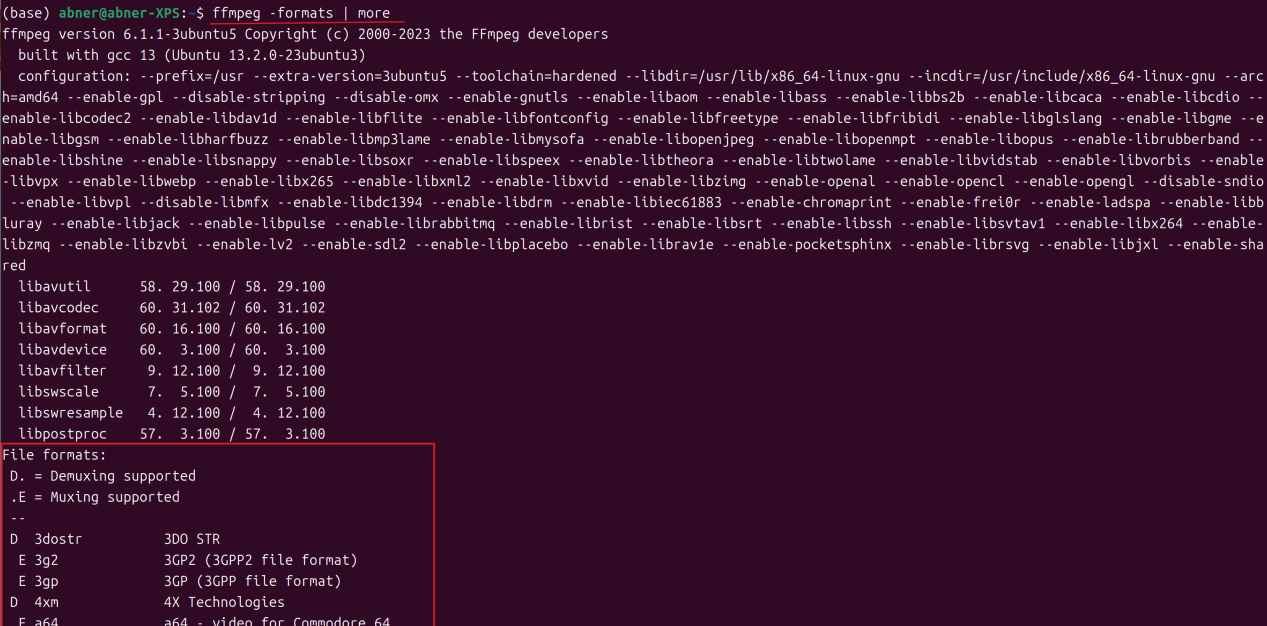 (base) abner@abner-XPS:~$ ffmpeg -formats | more
ffmpeg version 6.1.1-3ubuntu5 Copyright (c) 2000-2023 the FFmpeg developers
  built with gcc 13 (Ubuntu 13.2.0-23ubuntu3)
  configuration: --prefix=/usr --extra-version=3ubuntu5 --toolchain=hardened --libdir=/usr/lib/x86_64-linux-gnu --incdir=/usr/include/x86_64-linux-gnu --arc
h=amd64 --enable-gpl --disable-stripping --disable-omx --enable-gnutls --enable-libaom --enable-libass --enable-libbs2b --enable-libcaca --enable-libcdio --
enable-libcodec2 --enable-libdav1d --enable-libflite --enable-libfontconfig --enable-libfreetype --enable-libfribidi --enable-libglslang --enable-libgme --e
nable-libgsm --enable-libharfbuzz --enable-libmp3lame --enable-libmysofa --enable-libopenjpeg --enable-libopenmpt --enable-libopus --enable-librubberband --
enable-libshine --enable-libsnappy --enable-libsoxr --enable-libspeex --enable-libtheora --enable-libtwolame --enable-libvidstab --enable-libvorbis --enable
-libvpx --enable-libwebp --enable-libx265 --enable-libxml2 --enable-libxvid --enable-libzimg --enable-openal --enable-opencl --enable-opengl --disable-sndio
 --enable-libvpl --disable-libmfx --enable-libdc1394 --enable-libdrm --enable-libiec61883 --enable-chromaprint --enable-frei0r --enable-ladspa --enable-libb
luray --enable-libjack --enable-libpulse --enable-librabbitmq --enable-librist --enable-libsrt --enable-libssh --enable-libsvtav1 --enable-libx264 --enable-
libzmq --enable-libzvbi --enable-lv2 --enable-sdl2 --enable-libplacebo --enable-librav1e --enable-pocketsphinx --enable-librsvg --enable-libjxl --enable-sha
red
  libavutil      58. 29.100 / 58. 29.100
  libavcodec     60. 31.102 / 60. 31.102
  libavformat    60. 16.100 / 60. 16.100
  libavdevice    60.  3.100 / 60.  3.100
  libavfilter     9. 12.100 /  9. 12.100
  libswscale      7.  5.100 /  7.  5.100
  libswresample   4. 12.100 /  4. 12.100
  libpostproc    57.  3.100 / 57.  3.100
File formats:
 D. = Demuxing supported
 .E = Muxing supported
 --
 D  3dostr          3DO STR
  E 3g2             3GP2 (3GPP2 file format)
  E 3gp             3GP (3GPP file format)
 D  4xm             4X Technologies
  E a64             a64 - video for Commodore 64